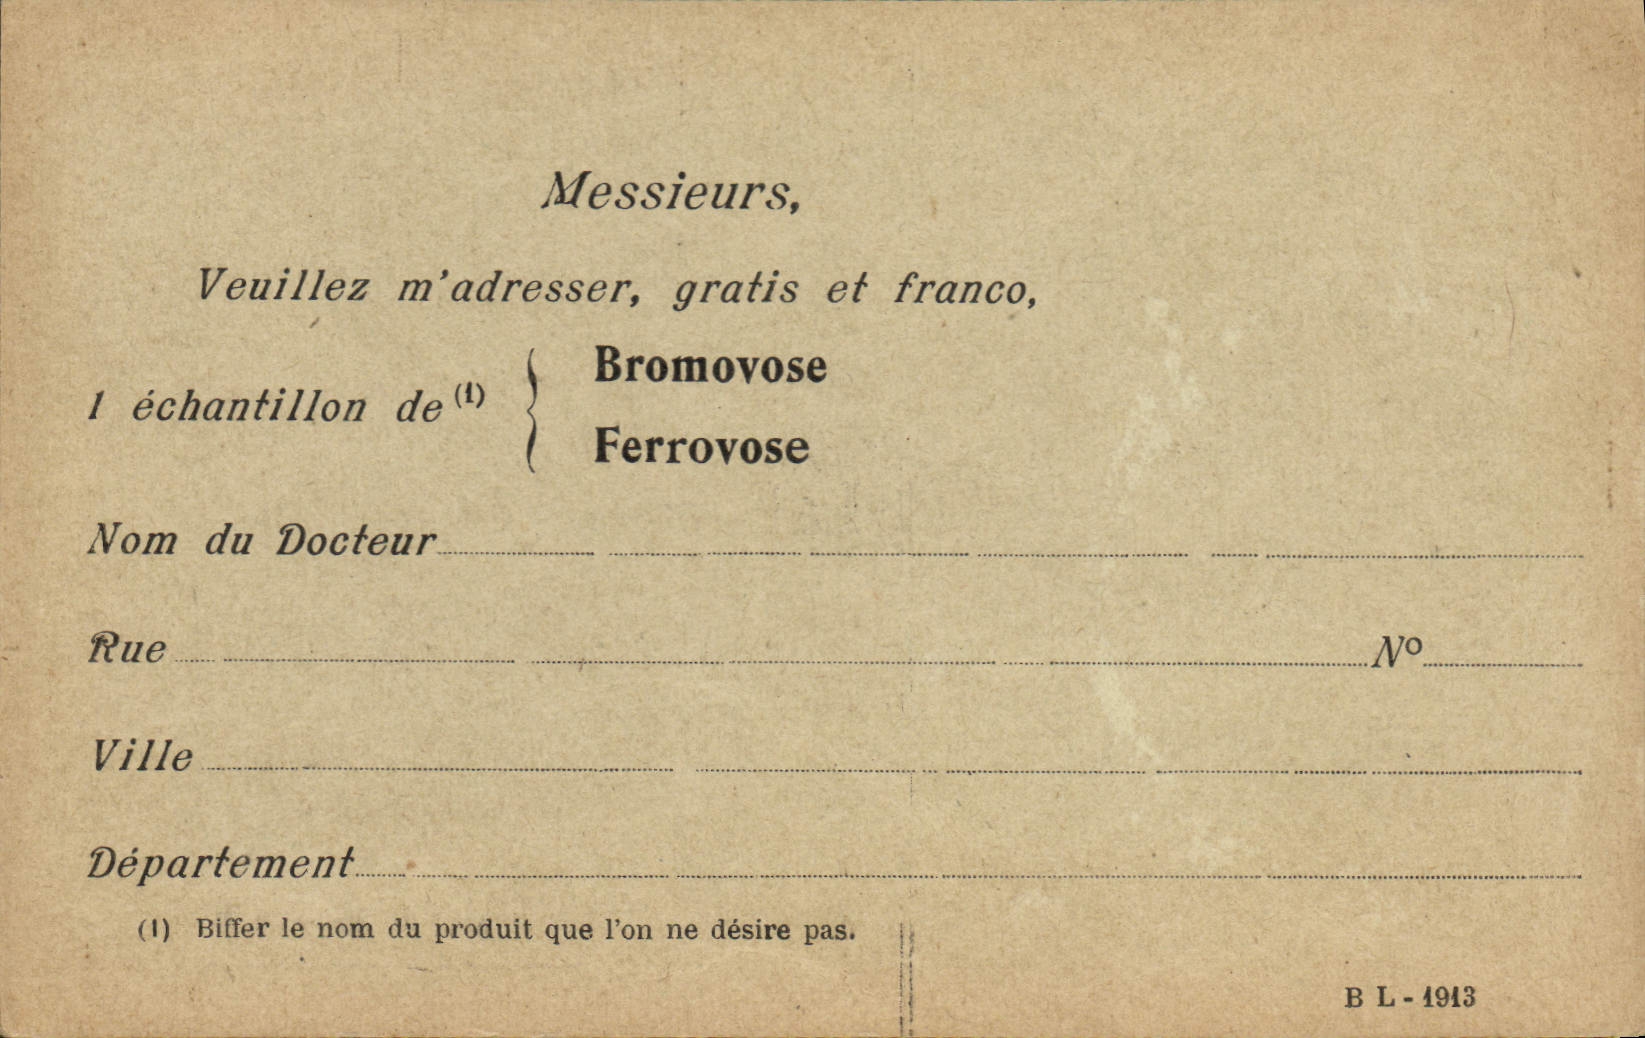 Messieurs,
Veuillez m'adresser, gratis et franco,
1 échantillon de (1) { Bromovose
Ferrovose
Nom du Docteur
Rue N°
Ville
Département
(1) Biffer le nom du produit que l'on ne désire pas.
B L - 1913